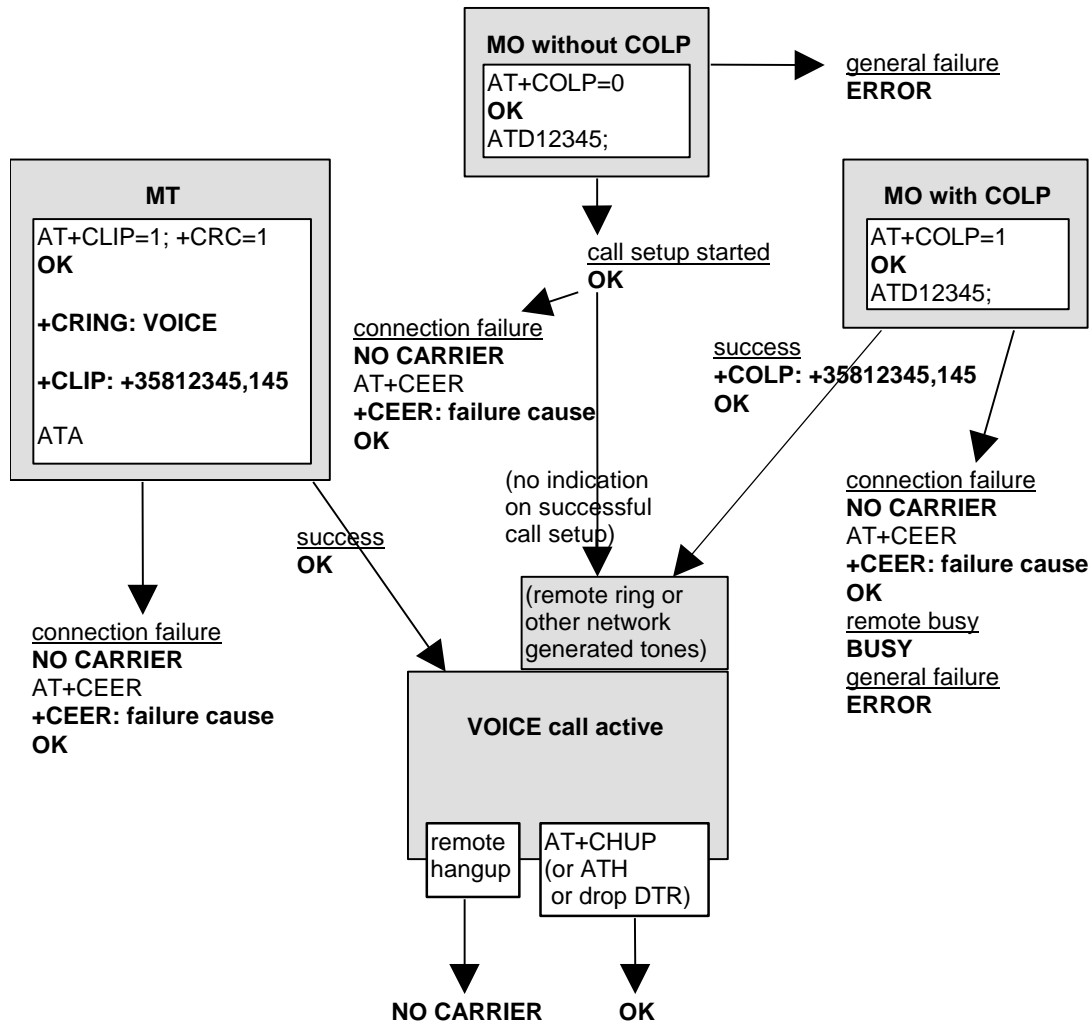 MO without COLP
AT+COLP=0
OK
ATD12345;
general failure
ERROR
MT
AT+CLIP=1; +CRC=1
OK
+CRING: VOICE
+CLIP: +35812345,145
ATA
MO with COLP
AT+COLP=1
OK
ATD12345;
call setup started
OK
connection failure
NO CARRIER
AT+CEER
+CEER: failure cause
OK
success
+COLP: +35812345,145
OK
(no indication
on successful
call setup)
success
OK
connection failure
NO CARRIER
AT+CEER
+CEER: failure cause
OK
remote busy
BUSY
general failure
ERROR
(remote ring or
other network
generated tones)
connection failure
NO CARRIER
AT+CEER
+CEER: failure cause
OK
VOICE call active
remote
hangup
AT+CHUP
(or ATH
or drop DTR)
NO CARRIER
OK